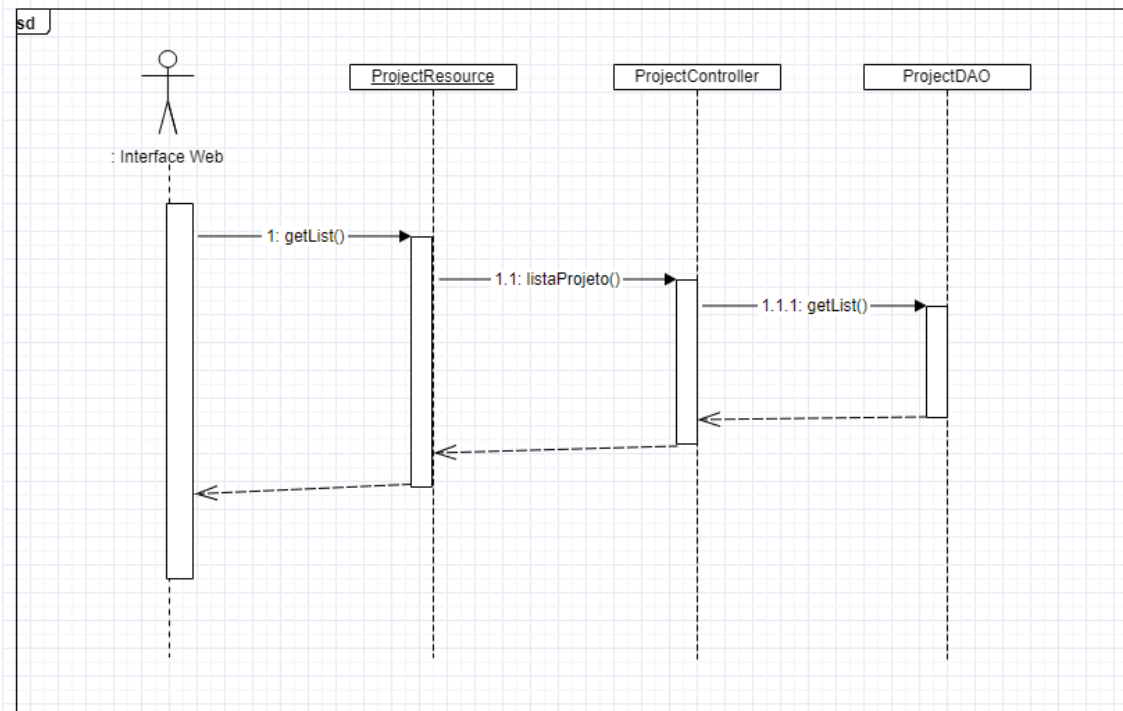 sd
ProjectResource
ProjectController
ProjectDAO
: Interface Web
1: getList()
1.1: listaProjeto()
1.1.1: getList()